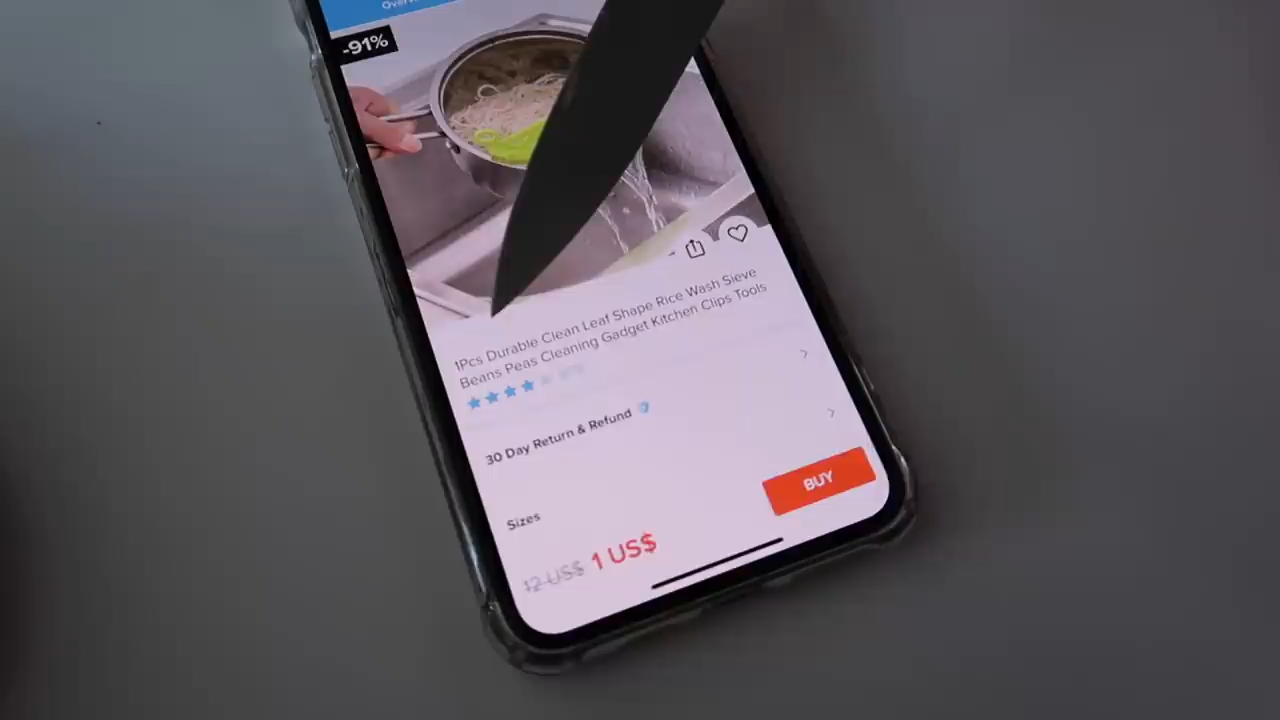 -91%
1Pcs Durable Clean Leaf Shape Rice Wash Sieve
Beans Peas Cleaning Gadget Kitchen Clips Tools
30 Day Return & Refund
Sizes
BUY
12 US$ 1 US$